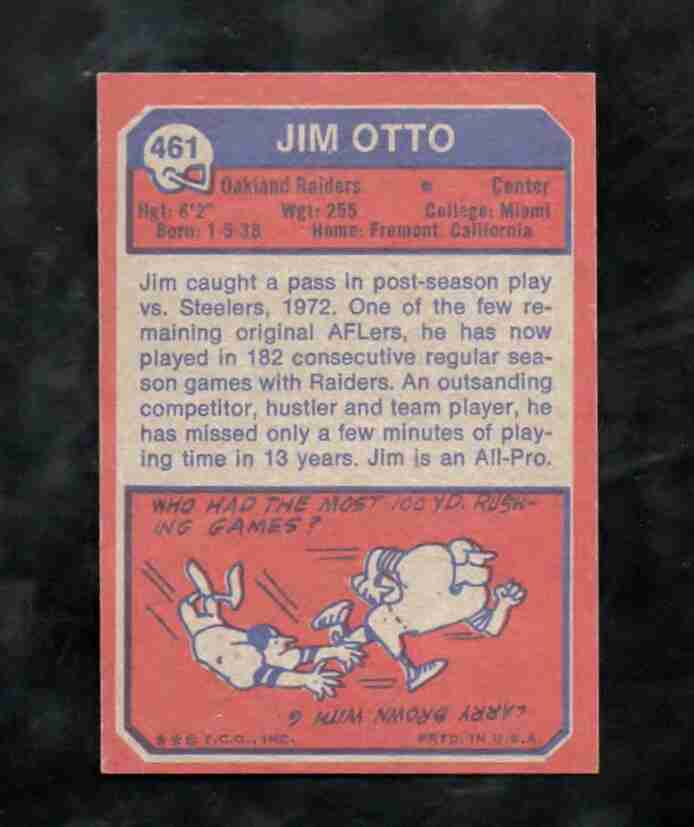 461
JIM OTTO
Oakland Raiders • Center
Hgt: 6'2" Wgt: 255 College: Miami
Born: 1-5-38 Home: Fremont, California
Jim caught a pass in post-season play
vs. Steelers, 1972. One of the few re-
maining original AFLers, he has now
played in 182 consecutive regular sea-
son games with Raiders. An outsanding
competitor, hustler and team player, he
has missed only a few minutes of play-
ing time in 13 years. Jim is an All-Pro.
WHO HAD THE MOST 100 YD. RUSH-
ING GAMES?
LARRY BROWN WITH 6
**© T.C.G., INC. PRTD. IN U.S.A.